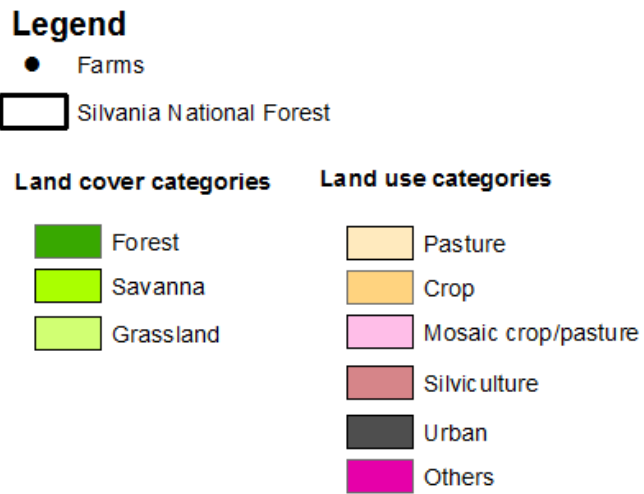 Legend
Farms
Silvania National Forest
Land cover categories
Forest
Savanna
Grassland
Land use categories
Pasture
Crop
Mosaic crop/pasture
Silviculture
Urban
Others